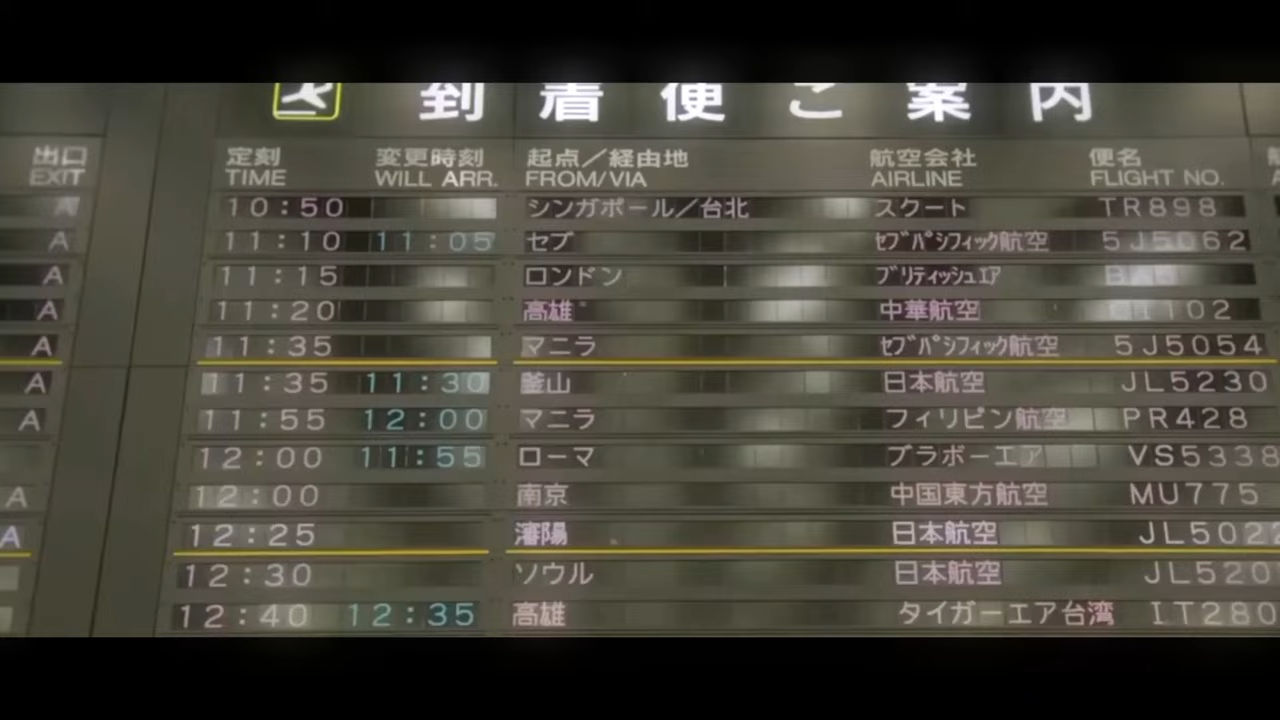 到着便ご案内
出口 定刻 変更時刻 起点／経由地 航空会社 便名
EXIT TIME WILL ARR. FROM/VIA AIRLINE FLIGHT NO.
A 10:50 シンガポール／台北 スクート TR898
A 11:10 11:05 セブ セブパシフィック航空 5J5062
A 11:15 ロンドン ブリティッシュエア
A 11:20 高雄 中華航空
A 11:35 マニラ セブパシフィック航空 5J5054
A 11:35 11:30 釜山 日本航空 JL5230
A 11:55 12:00 マニラ フィリピン航空 PR428
12:00 11:55 ローマ ブラボーエア VS5338
A 12:00 南京 中国東方航空 MU775
A 12:25 瀋陽 日本航空 JL5022
12:30 ソウル 日本航空 JL520
12:40 12:35 高雄 タイガーエア台湾 IT280